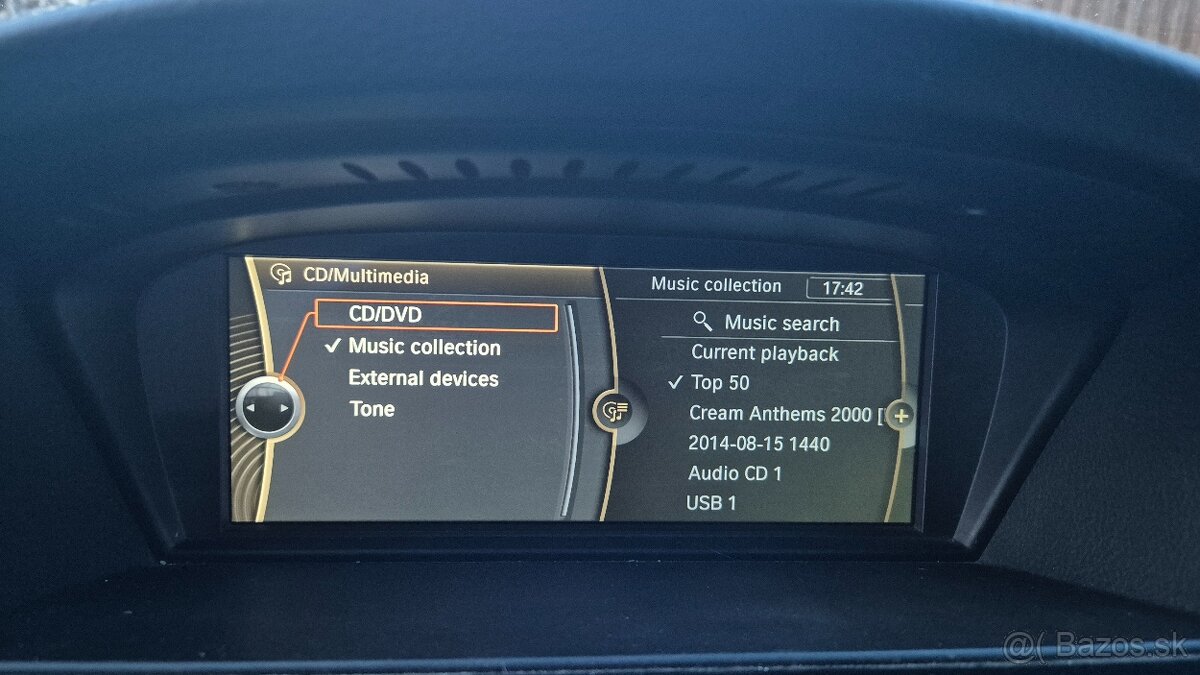 CD/Multimedia
CD/DVD
Music collection
External devices
Tone
Music collection
17:42
Music search
Current playback
Top 50
Cream Anthems 2000 [
2014-08-15 1440
Audio CD 1
USB 1
@( Bazos.sk